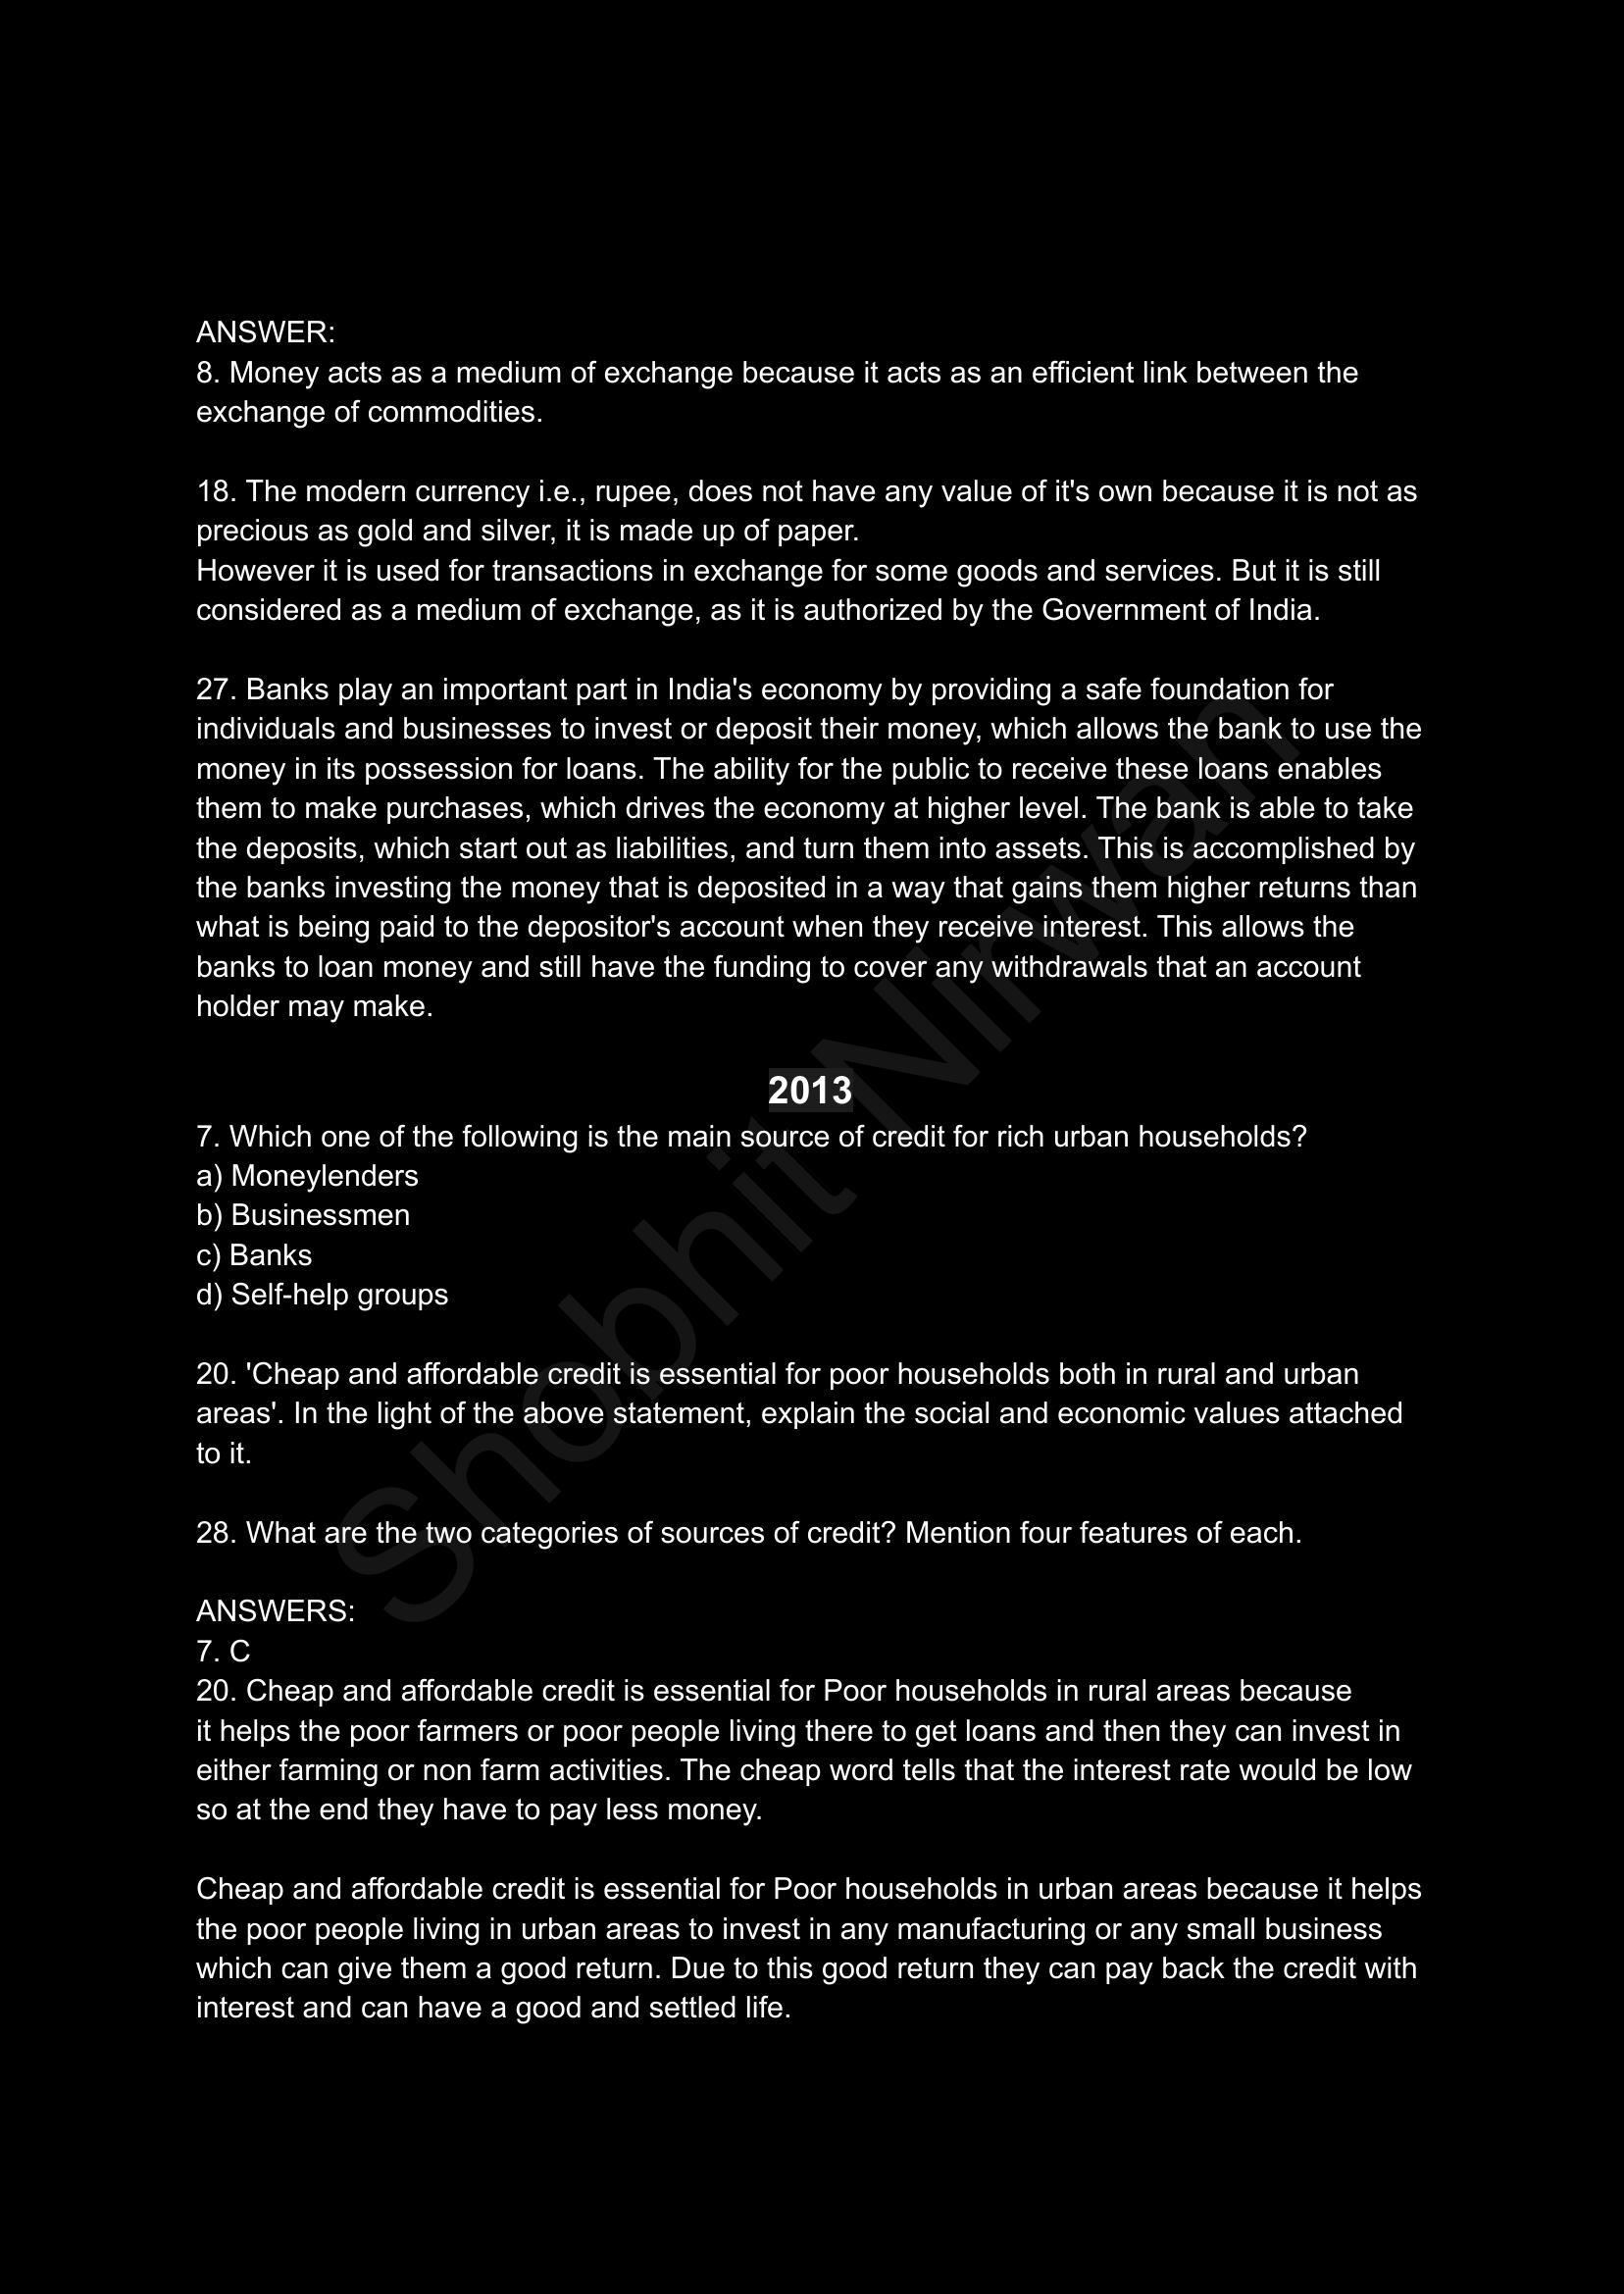 ANSWER:
8. Money acts as a medium of exchange because it acts as an efficient link between the
exchange of commodities.
18. The modern currency i.e., rupee, does not have any value of it's own because it is not as
precious as gold and silver, it is made up of paper.
However it is used for transactions in exchange for some goods and services. But it is still
considered as a medium of exchange, as it is authorized by the Government of India.
27. Banks play an important part in India's economy by providing a safe foundation for
individuals and businesses to invest or deposit their money, which allows the bank to use the
money in its possession for loans. The ability for the public to receive these loans enables
them to make purchases, which drives the economy at higher level. The bank is able to take
the deposits, which start out as liabilities, and turn them into assets. This is accomplished by
the banks investing the money that is deposited in a way that gains them higher returns than
what is being paid to the depositor's account when they receive interest. This allows the
banks to loan money and still have the funding to cover any withdrawals that an account
holder may make.
2013
7. Which one of the following is the main source of credit for rich urban households?
a) Moneylenders
b) Businessmen
c) Banks
d) Self-help groups
20. 'Cheap and affordable credit is essential for poor households both in rural and urban
areas'. In the light of the above statement, explain the social and economic values attached
to it.
28. What are the two categories of sources of credit? Mention four features of each.
ANSWERS:
7. C
20. Cheap and affordable credit is essential for Poor households in rural areas because
it helps the poor farmers or poor people living there to get loans and then they can invest in
either farming or non farm activities. The cheap word tells that the interest rate would be low
so at the end they have to pay less money.
Cheap and affordable credit is essential for Poor households in urban areas because it helps
the poor people living in urban areas to invest in any manufacturing or any small business
which can give them a good return. Due to this good return they can pay back the credit with
interest and can have a good and settled life.
Shobhit Nirwan